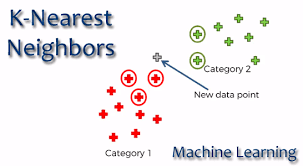 K-Nearest
Neighbors
Category 2
New data point
Category 1
Machine Learning